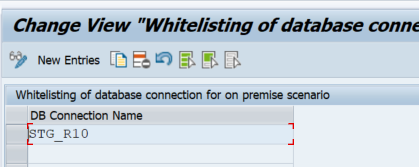 Change View "Whitelisting of database conne
New Entries
Whitelisting of database connection for on premise scenario
DB Connection Name
STG_R10